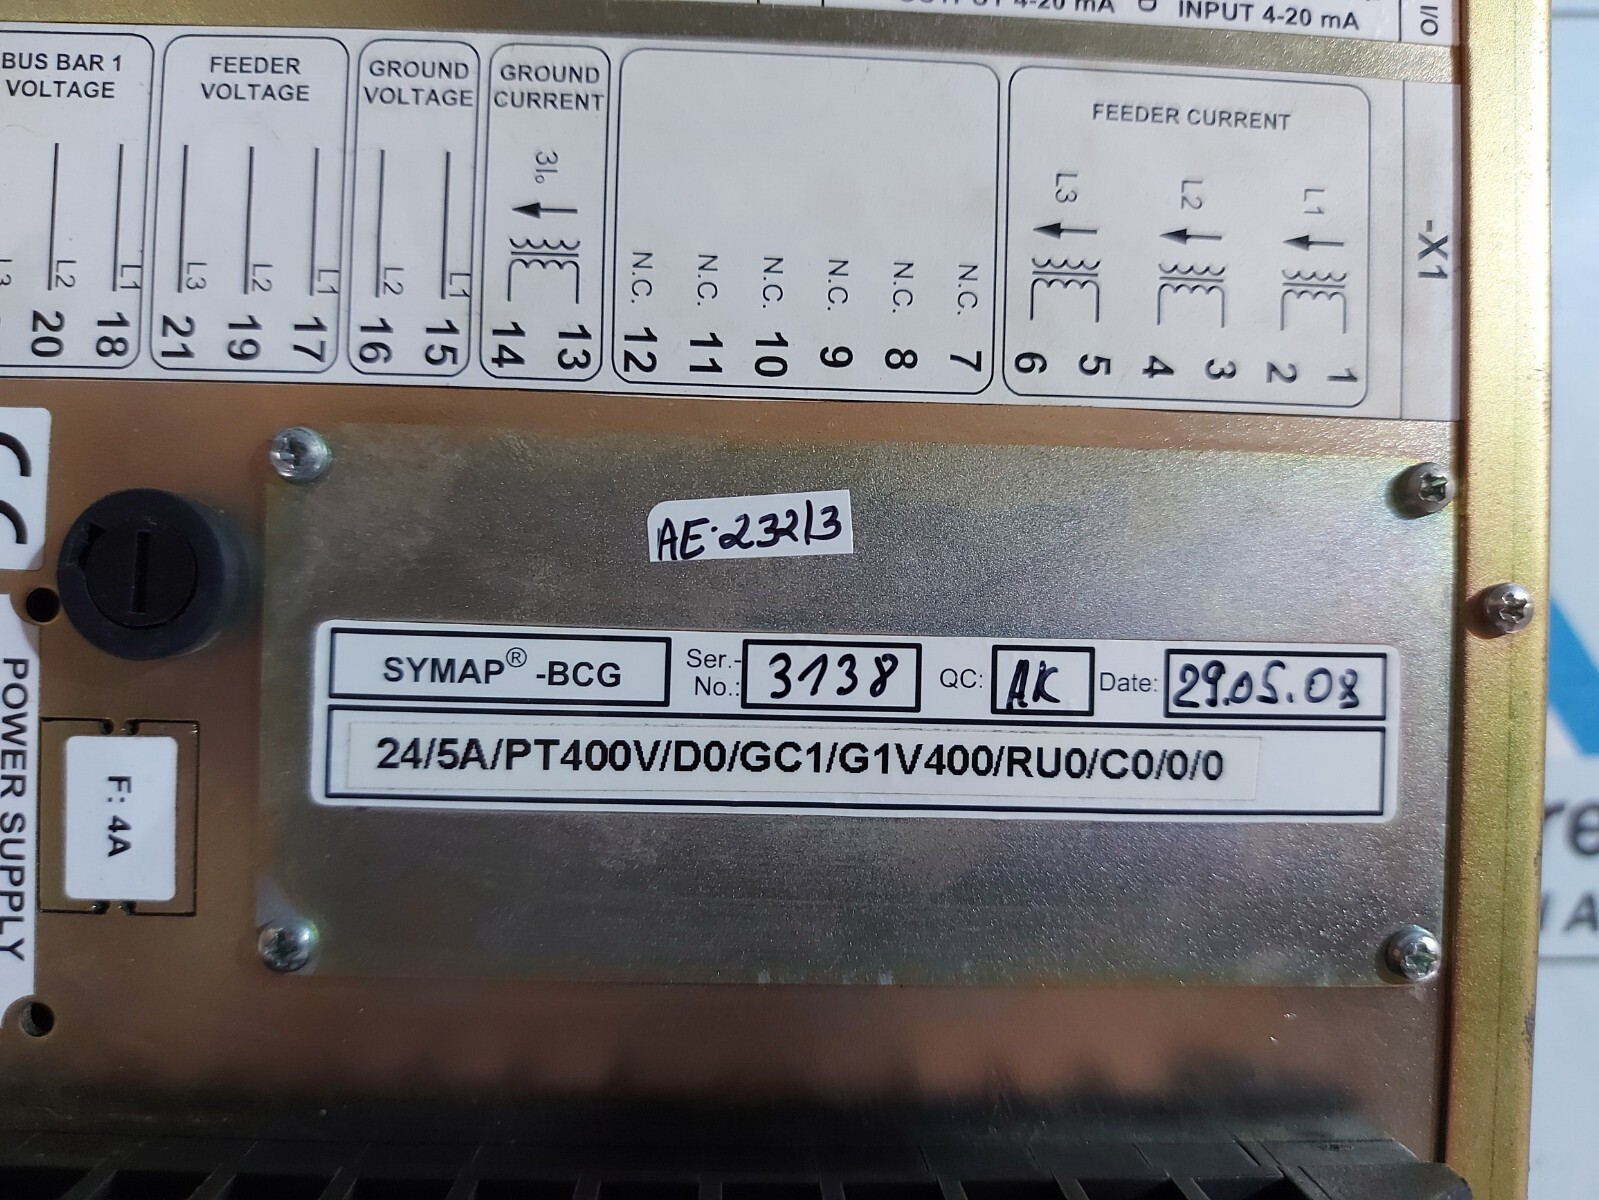 INPUT 4-20 mA
I/O
BUS BAR 1
VOLTAGE
FEEDER
VOLTAGE
GROUND
VOLTAGE
GROUND
CURRENT
FEEDER CURRENT
-X1
3I₀
L3
L2
L1
N.C.
N.C.
N.C.
N.C.
N.C.
N.C.
L2
L1
L3
L2
L1
L2
L1
20
18
21
19
17
16
15
14
13
12
11
10
9
8
7
6
5
4
3
2
1
AE-232/3
SYMAP® -BCG
Ser.-
No.:
3138
QC:
AK
Date:
29.05.08
24/5A/PT400V/D0/GC1/G1V400/RU0/C0/0/0
CE
POWER SUPPLY
F: 4A